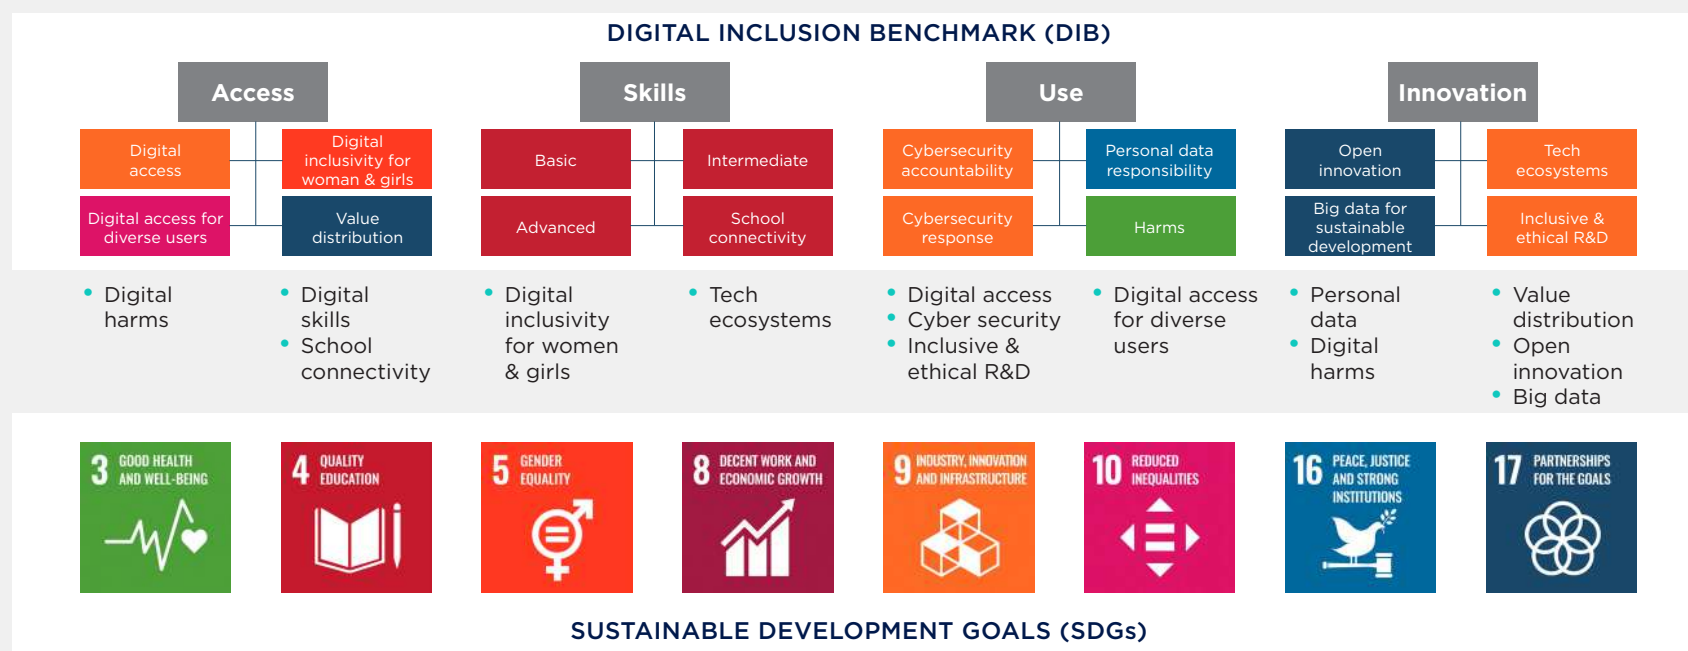 DIGITAL INCLUSION BENCHMARK (DIB)
Access
Digital
access
Digital
inclusivity for
woman & girls
Digital access for
diverse users
Value
distribution
Skills
Basic
Intermediate
Advanced
School
connectivity
Use
Cybersecurity
accountability
Personal data
responsibility
Cybersecurity
response
Harms
Innovation
Open
innovation
Tech
ecosystems
Big data for
sustainable
development
Inclusive &
ethical R&D
• Digital
harms
• Digital
skills
• School
connectivity
• Digital
inclusivity
for women
& girls
• Tech
ecosystems
• Digital access
• Cyber security
• Inclusive &
ethical R&D
• Digital access
for diverse
users
• Personal
data
• Digital
harms
• Value
distribution
• Open
innovation
• Big data
3 GOOD HEALTH
AND WELL-BEING
4 QUALITY
EDUCATION
5 GENDER
EQUALITY
8 DECENT WORK AND
ECONOMIC GROWTH
9 INDUSTRY, INNOVATION
AND INFRASTRUCTURE
10 REDUCED
INEQUALITIES
16 PEACE, JUSTICE
AND STRONG
INSTITUTIONS
17 PARTNERSHIPS
FOR THE GOALS
SUSTAINABLE DEVELOPMENT GOALS (SDGs)